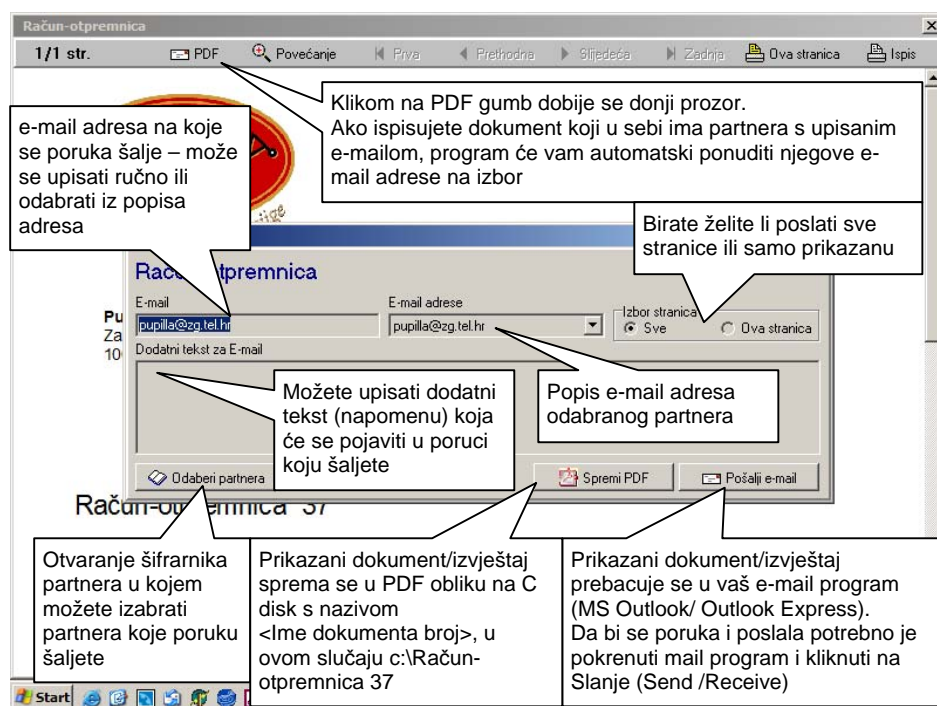 Račun-otpremnica
1/1 str.
PDF
Povećanje
Prva
Prethodna
Slijedeća
Zadnja
Ova stranica
Ispis
Klikom na PDF gumb dobije se donji prozor.
Ako ispisujete dokument koji u sebi ima partnera s upisanim
e-mailom, program će vam automatski ponuditi njegove e-
mail adrese na izbor
e-mail adresa na koje
se poruka šalje – može
se upisati ručno ili
odabrati iz popisa
adresa
Birate želite li poslati sve
stranice ili samo prikazanu
E-mail
E-mail adrese
Izbor stranica
pupilla@zg.tel.hr
pupilla@zg.tel.hr
Sve
Ova stranica
Dodatni tekst za E-mail
Možete upisati dodatni
tekst (napomenu) koja
će se pojaviti u poruci
koju šaljete
Popis e-mail adresa
odabranog partnera
Odaberi partnera
Spremi PDF
Pošalji e-mail
Račun-otpremnica 37
Otvaranje šifrarnika
partnera u kojem
možete izabrati
partnera koje poruku
šaljete
Prikazani dokument/izvještaj
sprema se u PDF obliku na C
disk s nazivom
<Ime dokumenta broj>, u
ovom slučaju c:\Račun-
otpremnica 37
Prikazani dokument/izvještaj
prebacuje se u vaš e-mail program
(MS Outlook/ Outlook Express).
Da bi se poruka i poslala potrebno je
pokrenuti mail program i kliknuti na
Slanje (Send /Receive)
Start